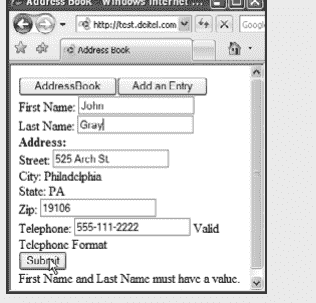 Address Book - Windows Internet ...
http://test.deitel.com
Googl
Address Book
AddressBook Add an Entry
First Name: John
Last Name: Gray
Address:
Street: 525 Arch St
City: Philadelphia
State: PA
Zip: 19106
Telephone: 555-111-2222 Valid
Telephone Format
Submit
First Name and Last Name must have a value.